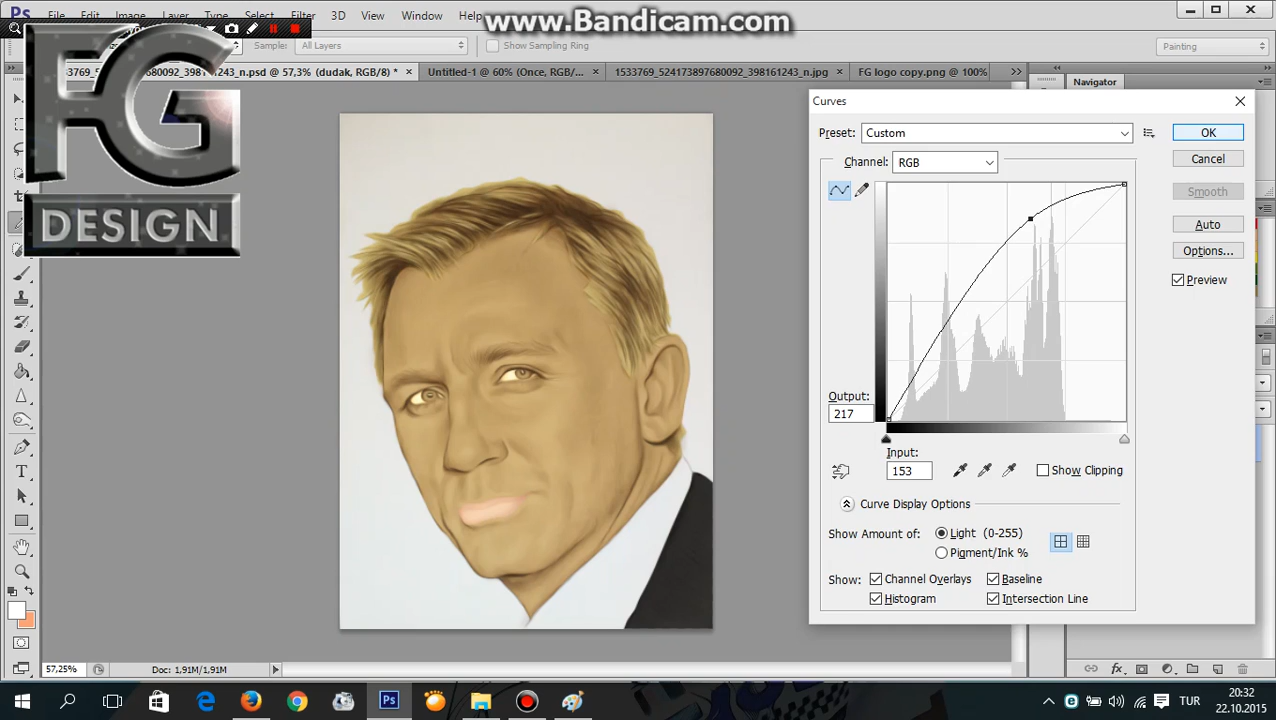 www.Bandicam.com
Ps File Edit Image Layer Type Select Filter 3D View Window Help
Sample: All Layers Show Sampling Ring Painting
33769_5241738 97680092_398161243_n.psd @ 57,3% (dudak, RGB/8) * × Untitled-1 @ 60% (Once, RGB/... × 1533769_524173897680092_398161243_n.jpg × FG logo copy.png @ 100% >> Navigator
FG
DESIGN
Curves
Preset: Custom OK
Channel: RGB Cancel
Smooth
Auto
Options...
Preview
Output:
217
Input:
153 Show Clipping
Curve Display Options
Show Amount of: Light (0-255)
Pigment/Ink %
Show: Channel Overlays Baseline
Histogram Intersection Line
57,25% Doc: 1,91M/1,91M
fx
Ps TUR 20:32
22.10.2015